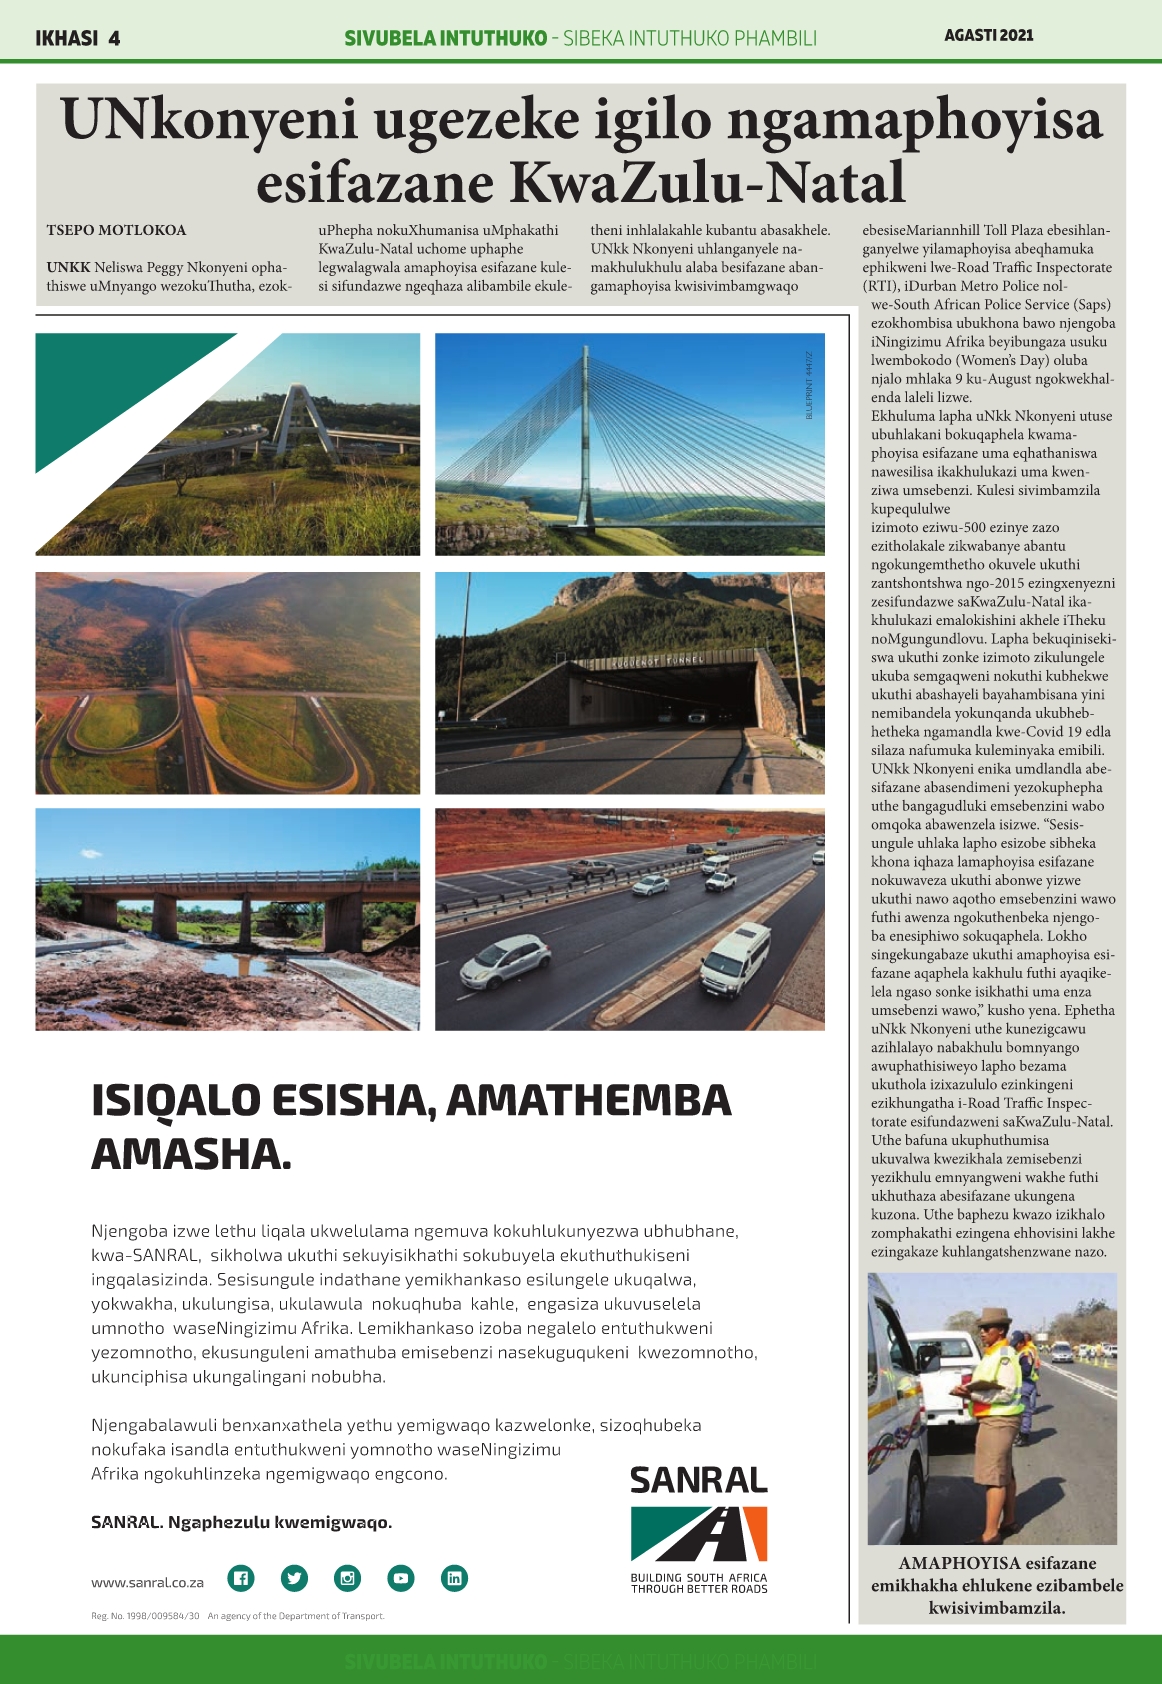 IKHASI 4
SIVUBELA INTUTHUKO - SIBEKA INTUTHUKO PHAMBILI
AGASTI 2021
UNkonyeni ugezeke igilo ngamaphoyisa
esifazane KwaZulu-Natal
TSEPO MOTLOKOA
UNKK Neliswa Peggy Nkonyeni opha-
thiswe uMnyango wezokuThutha, ezok-
uPhepha nokuXhumanisa uMphakathi
KwaZulu-Natal uchome uphaphe
legwalagwala amaphoyisa esifazane kule-
si sifundazwe ngeqhaza alibambile ekule-
theni inhlalakahle kubantu abasakhele.
UNkk Nkonyeni uhlanganyele na-
makhulukhulu alaba besifazane aban-
gamaphoyisa kwisivimbamgwaqo
ebesiseMariannhill Toll Plaza ebesihlan-
ganyelwe yilamaphoyisa abeqhamuka
ephikweni lwe-Road Traffic Inspectorate
(RTI), iDurban Metro Police nol-
we-South African Police Service (Saps)
ezokhombisa ubukhona bawo njengoba
iNingizimu Afrika beyibungaza usuku
lwembokodo (Women's Day) oluba
njalo mhlaka 9 ku-August ngokwekhal-
enda laleli lizwe.
Ekhuluma lapha uNkk Nkonyeni utuse
ubuhlakani bokuqaphela kwama-
phoyisa esifazane uma eqhathaniswa
nawesilisa ikakhulukazi uma kwen-
ziwa umsebenzi. Kulesi sivimbamzila
kupeqululwe
izimoto eziwu-500 ezinye zazo
ezitholakale zikwabanye abantu
ngokungemthetho okuvele ukuthi
zantshontshwa ngo-2015 ezingxenyezni
zesifundazwe saKwaZulu-Natal ika-
khulukazi emalokishini akhele iTheku
noMgungundlovu. Lapha bekuqiniseki-
swa ukuthi zonke izimoto zikulungele
ukuba semgaqweni nokuthi kubhekwe
ukuthi abashayeli bayahambisana yini
nemibandela yokunqanda ukubheb-
hetheka ngamandla kwe-Covid 19 edla
silaza nafumuka kuleminyaka emibili.
UNkk Nkonyeni enika umdlandla abe-
sifazane abasendimeni yezokuphepha
uthe bangagudluki emsebenzini wabo
omqoka abawenzela isizwe. “Sesis-
ungule uhlaka lapho esizobe sibheka
khona iqhaza lamaphoyisa esifazane
nokuwaveza ukuthi abonwe yizwe
ukuthi nawo aqotho emsebenzini wawo
futhi awenza ngokuthenbeka njengo-
ba enesiphiwo sokuqaphela. Lokho
singekungabaze ukuthi amaphoyisa esi-
fazane aqaphela kakhulu futhi ayaqike-
lela ngaso sonke isikhathi uma enza
umsebenzi wawo,” kusho yena. Ephetha
uNkk Nkonyeni uthe kunezigcawu
azihlalayo nabakhulu bomnyango
awuphathisiweyo lapho bezama
ukuthola izixazululo ezinkingeni
ezikhungatha i-Road Traffic Inspec-
torate esifundazweni saKwaZulu-Natal.
Uthe bafuna ukuphuthumisa
ukuvalwa kwezikhala zemisebenzi
yezikhulu emnyangweni wakhe futhi
ukhuthaza abesifazane ukungena
kuzona. Uthe baphezu kwazo izikhalo
zomphakathi ezingena ehhovisini lakhe
ezingakaze kuhlangatshenzwane nazo.
AMAPHOYISA esifazane
emikhakha ehlukene ezibambele
kwisivimbamzila.
BLUEPRINT 4447/Z
HUGUENOT TUNNEL
ISIQALO ESISHA, AMATHEMBA
AMASHA.
Njengoba izwe lethu liqala ukwelulama ngemuva kokuhlukunyezwa ubhubhane,
kwa-SANRAL, sikholwa ukuthi sekuyisikhathi sokubuyela ekuthuthukiseni
ingqalasizinda. Sesisungule indathane yemikhankaso esilungele ukuqalwa,
yokwakha, ukulungisa, ukulawula nokuqhuba kahle, engasiza ukuvuselela
umnotho waseNingizimu Afrika. Lemikhankaso izoba negalelo entuthukweni
yezomnotho, ekusunguleni amathuba emisebenzi nasekuguqukeni kwezomnotho,
ukunciphisa ukungalingani nobubha.
Njengabalawuli benxanxathela yethu yemigwaqo kazwelonke, sizoqhubeka
nokufaka isandla entuthukweni yomnotho waseNingizimu
Afrika ngokuhlinzeka ngemigwaqo engcono.
SANRAL. Ngaphezulu kwemigwaqo.
www.sanral.co.za
Reg. No. 1998/009584/30 An agency of the Department of Transport.
SANRAL
BUILDING SOUTH AFRICA
THROUGH BETTER ROADS
SIVUBELA INTUTHUKO - SIBEKA INTUTHUKO PHAMBILI